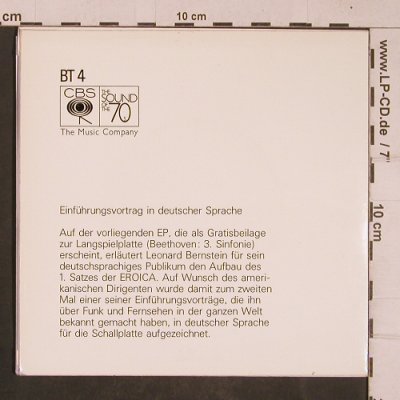 cm
10 cm
BT 4
CBS
THE SOUND OF THE 70'
The Music Company
Einführungsvortrag in deutscher Sprache
Auf der vorliegenden EP, die als Gratisbeilage
zur Langspielplatte (Beethoven: 3. Sinfonie)
erscheint, erläutert Leonard Bernstein für sein
deutschsprachiges Publikum den Aufbau des
1. Satzes der EROICA. Auf Wunsch des ameri-
kanischen Dirigenten wurde damit zum zweiten
Mal einer seiner Einführungsvorträge, die ihn
über Funk und Fernsehen in der ganzen Welt
bekannt gemacht haben, in deutscher Sprache
für die Schallplatte aufgezeichnet.
www.LP-CD.de / 7"
10 cm